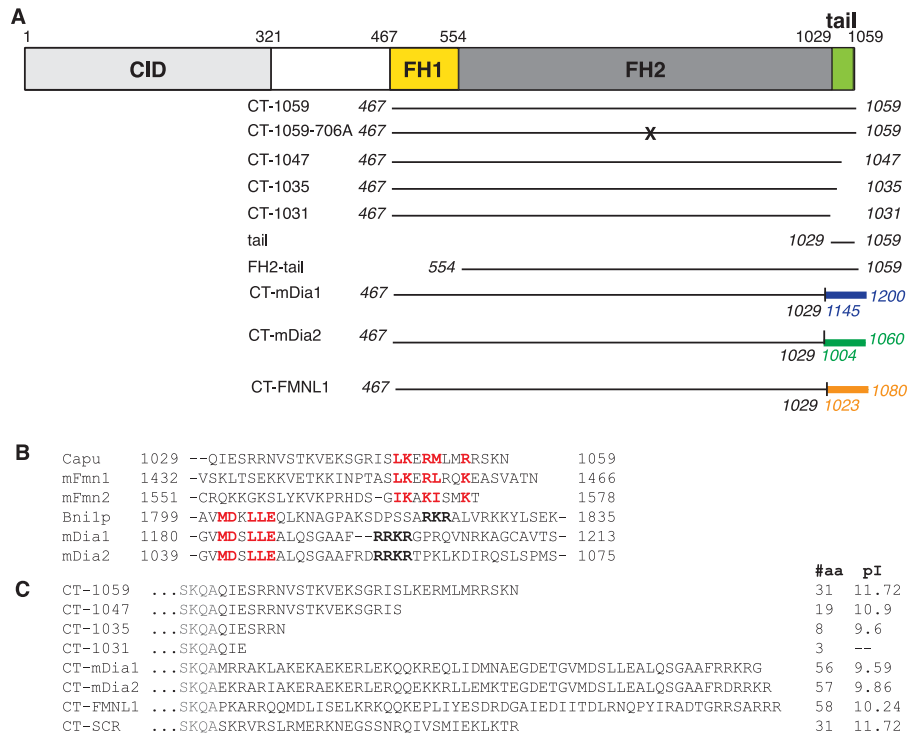 A
tail
1 321 467 554 1029 1059
CID FH1 FH2
CT-1059 467 1059
CT-1059-706A 467 X 1059
CT-1047 467 1047
CT-1035 467 1035
CT-1031 467 1031
tail 1029 1059
FH2-tail 554 1059
CT-mDia1 467 1200
1029 1145
CT-mDia2 467 1060
1029 1004
CT-FMNL1 467 1080
1029 1023
B
Capu 1029 --QIESRRNVSTKVEKSGRISLKERMLMRRSKN 1059
mFmn1 1432 -VSKLTSEKKVETKKINPTASLKERLRQKEASVATN 1466
mFmn2 1551 -CRQKKGKSLYKVKPRHDS-GIKAKISMKT 1578
Bni1p 1799 -AVMDKLLEQLKNAGPAKSDPSSARKRALVRKKYLSEK- 1835
mDia1 1180 -GVMDSLLEALQSGAAF--RRKRGPRQVNRKAGCAVTS- 1213
mDia2 1039 -GVMDSLLEALQSGAAFRDRRKRTPKLKDIRQSLSPMS- 1075
C
#aa pI
CT-1059 ...SKQAQIESRRNVSTKVEKSGRISLKERMLMRRSKN 31 11.72
CT-1047 ...SKQAQIESRRNVSTKVEKSGRIS 19 10.9
CT-1035 ...SKQAQIESRRN 8 9.6
CT-1031 ...SKQAQIE 3 --
CT-mDia1 ...SKQAMRRAKLAKEKAEKERLEKQQKREQLIDMNAEGDETGVMDSLLEALQSGAAFRRKRG 56 9.59
CT-mDia2 ...SKQAEKRARIAKERAEKERLERQQEKKRLLEMKTEGDETGVMDSLLEALQSGAAFRDRRKR 57 9.86
CT-FMNL1 ...SKQAPKARRQQMDLISELKRKQQKEPLIYESDRDGAIEDIITDLRNQPYIRADTGRRSARRR 58 10.24
CT-SCR ...SKQASKRVRSLRMERKNEGSSNRQIVSMIEKLKTR 31 11.72